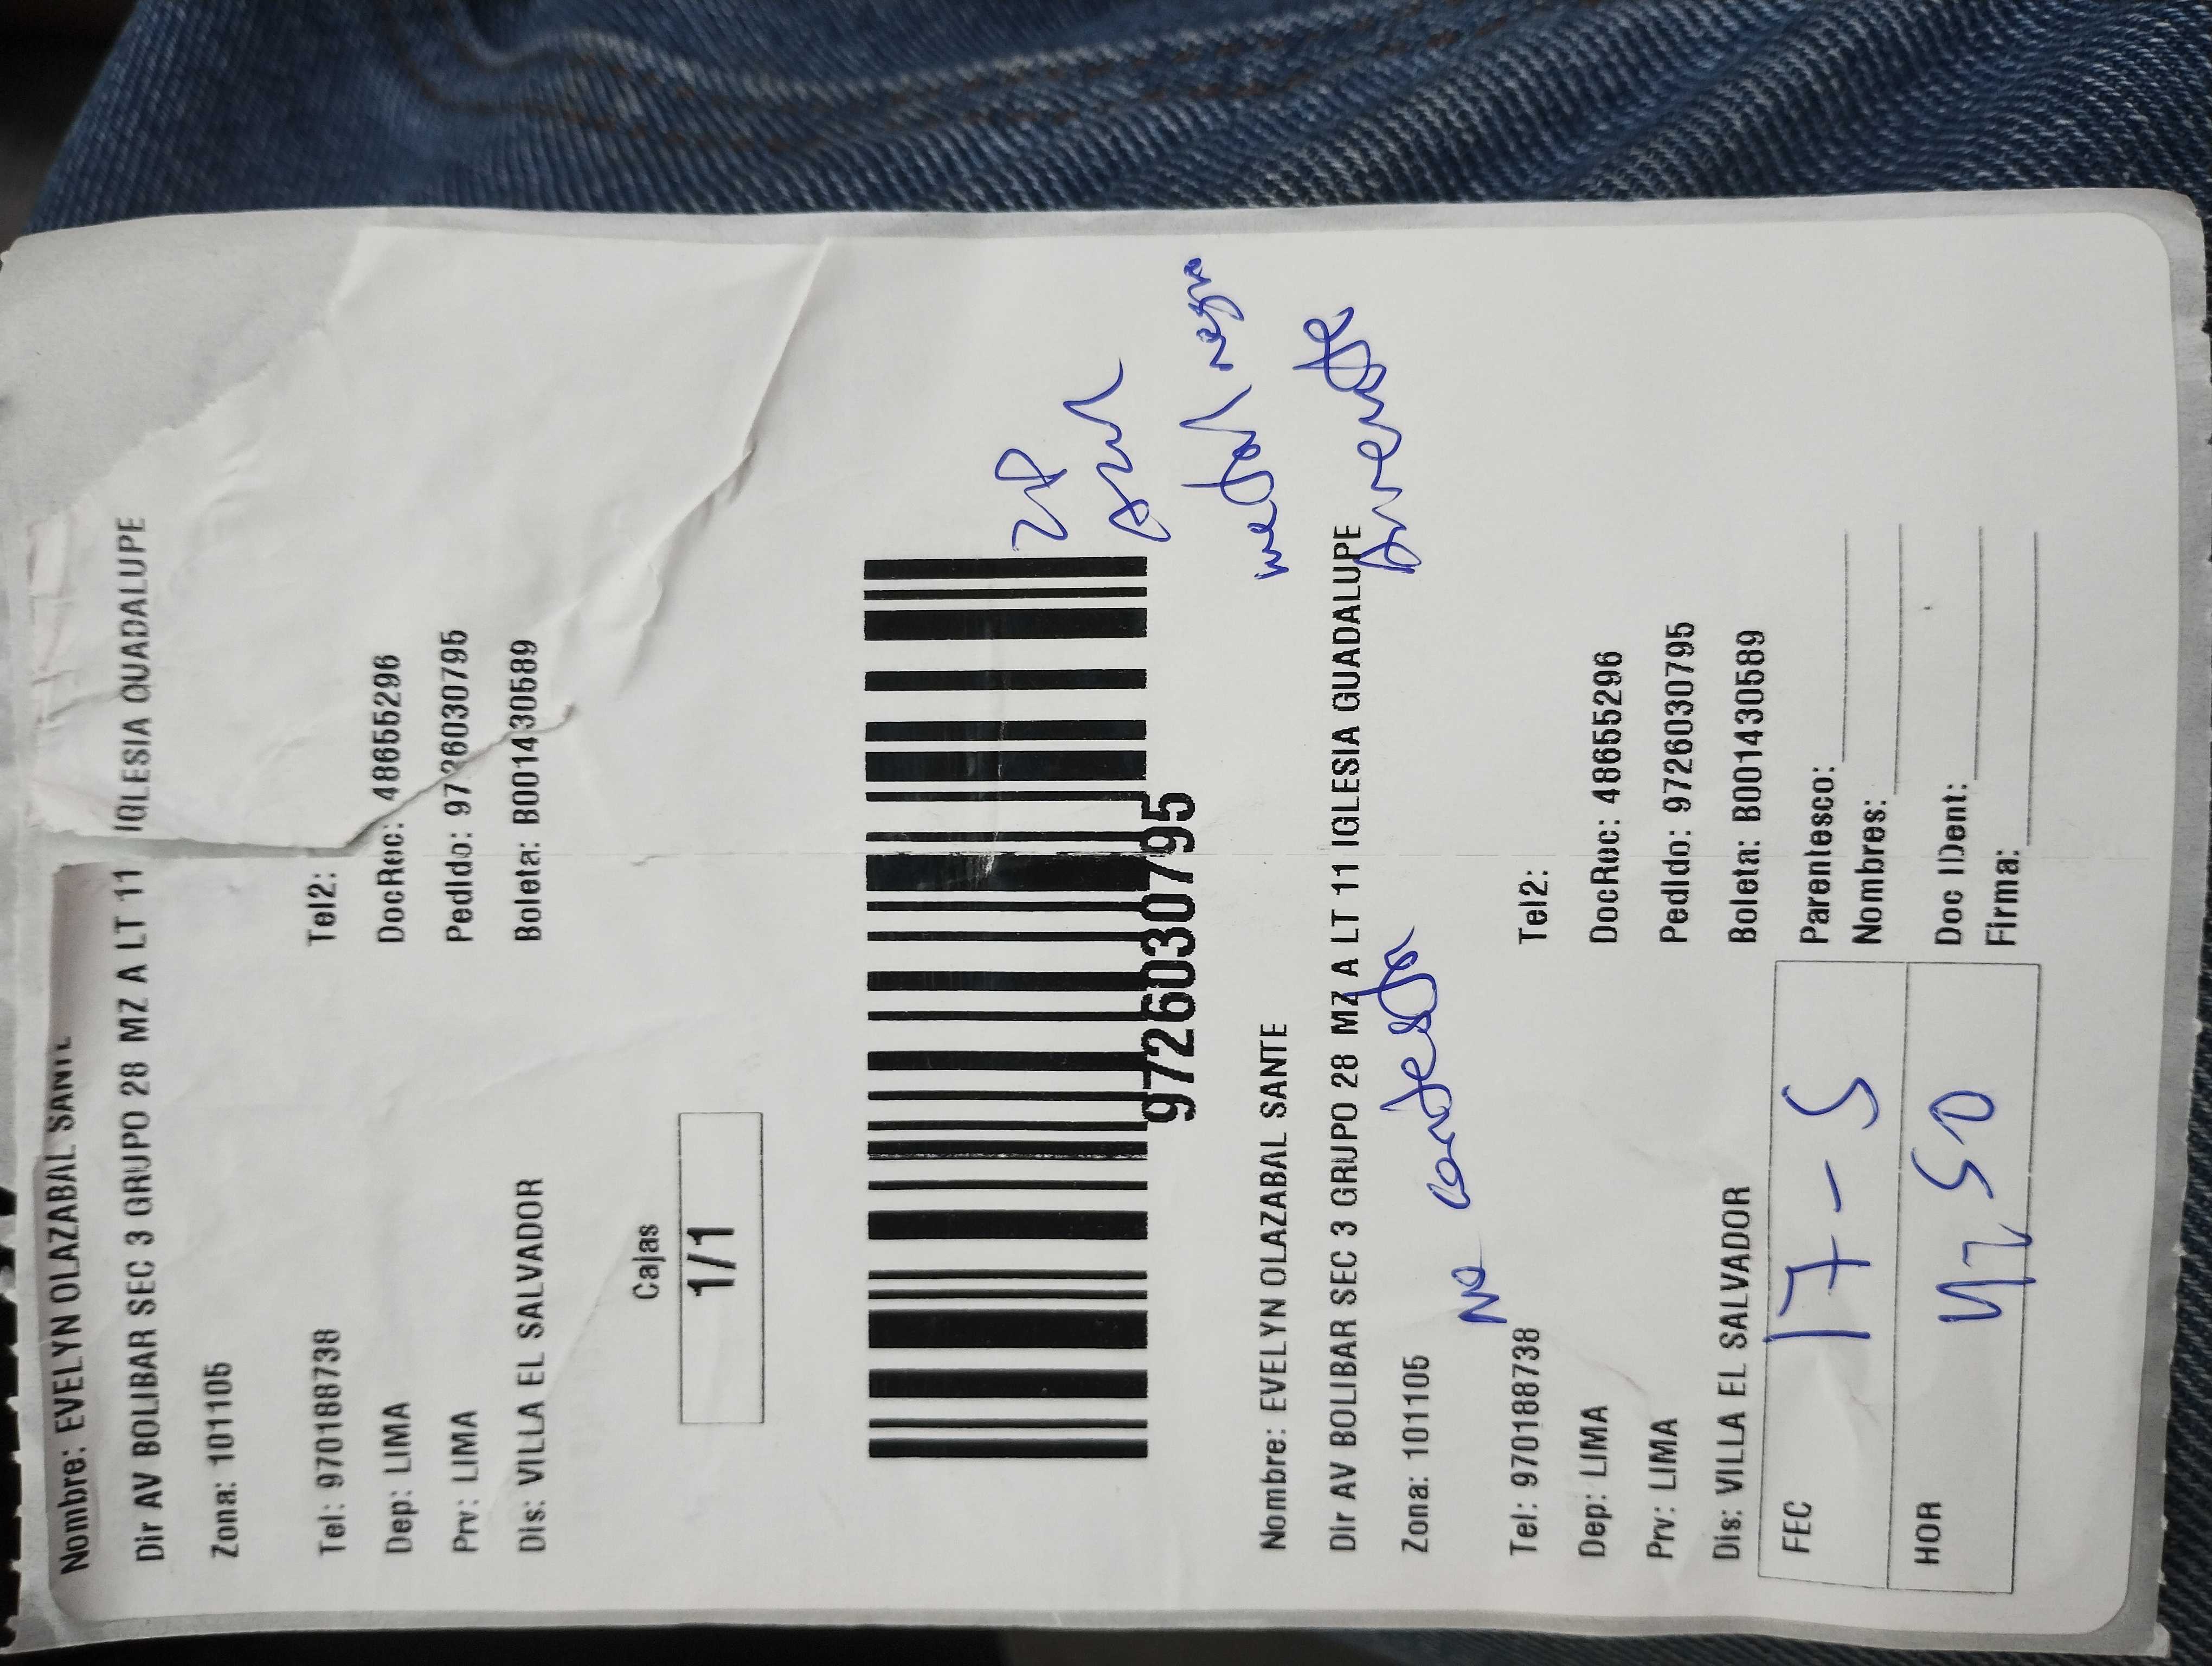 Nombre: EVELYN OLAZABAL SANTE
Dir AV BOLIBAR SEC 3 GRUPO 28 MZ A LT 11 IGLESIA GUADALUPE
Zona: 101105
Tel: 970188738 Tel2:
Dep: LIMA DocRec: 48655296
Prv: LIMA Pedido: 9726030795
Dis: VILLA EL SALVADOR Boleta: B001430589
Cajas
1/1
2P
Azul
9726030795
metal negro
Nombre: EVELYN OLAZABAL SANTE
Dir AV BOLIBAR SEC 3 GRUPO 28 MZ A LT 11 IGLESIA GUADALUPE
Zona: 101105
No contesta
Tel: 970188738 Tel2:
Dep: LIMA DocRec: 48655296
Prv: LIMA Pedido: 9726030795
Dis: VILLA EL SALVADOR Boleta: B001430589
FEC 17-5 Parentesco:
Nombres:
HOR 50 Doc IDent:
Firma: